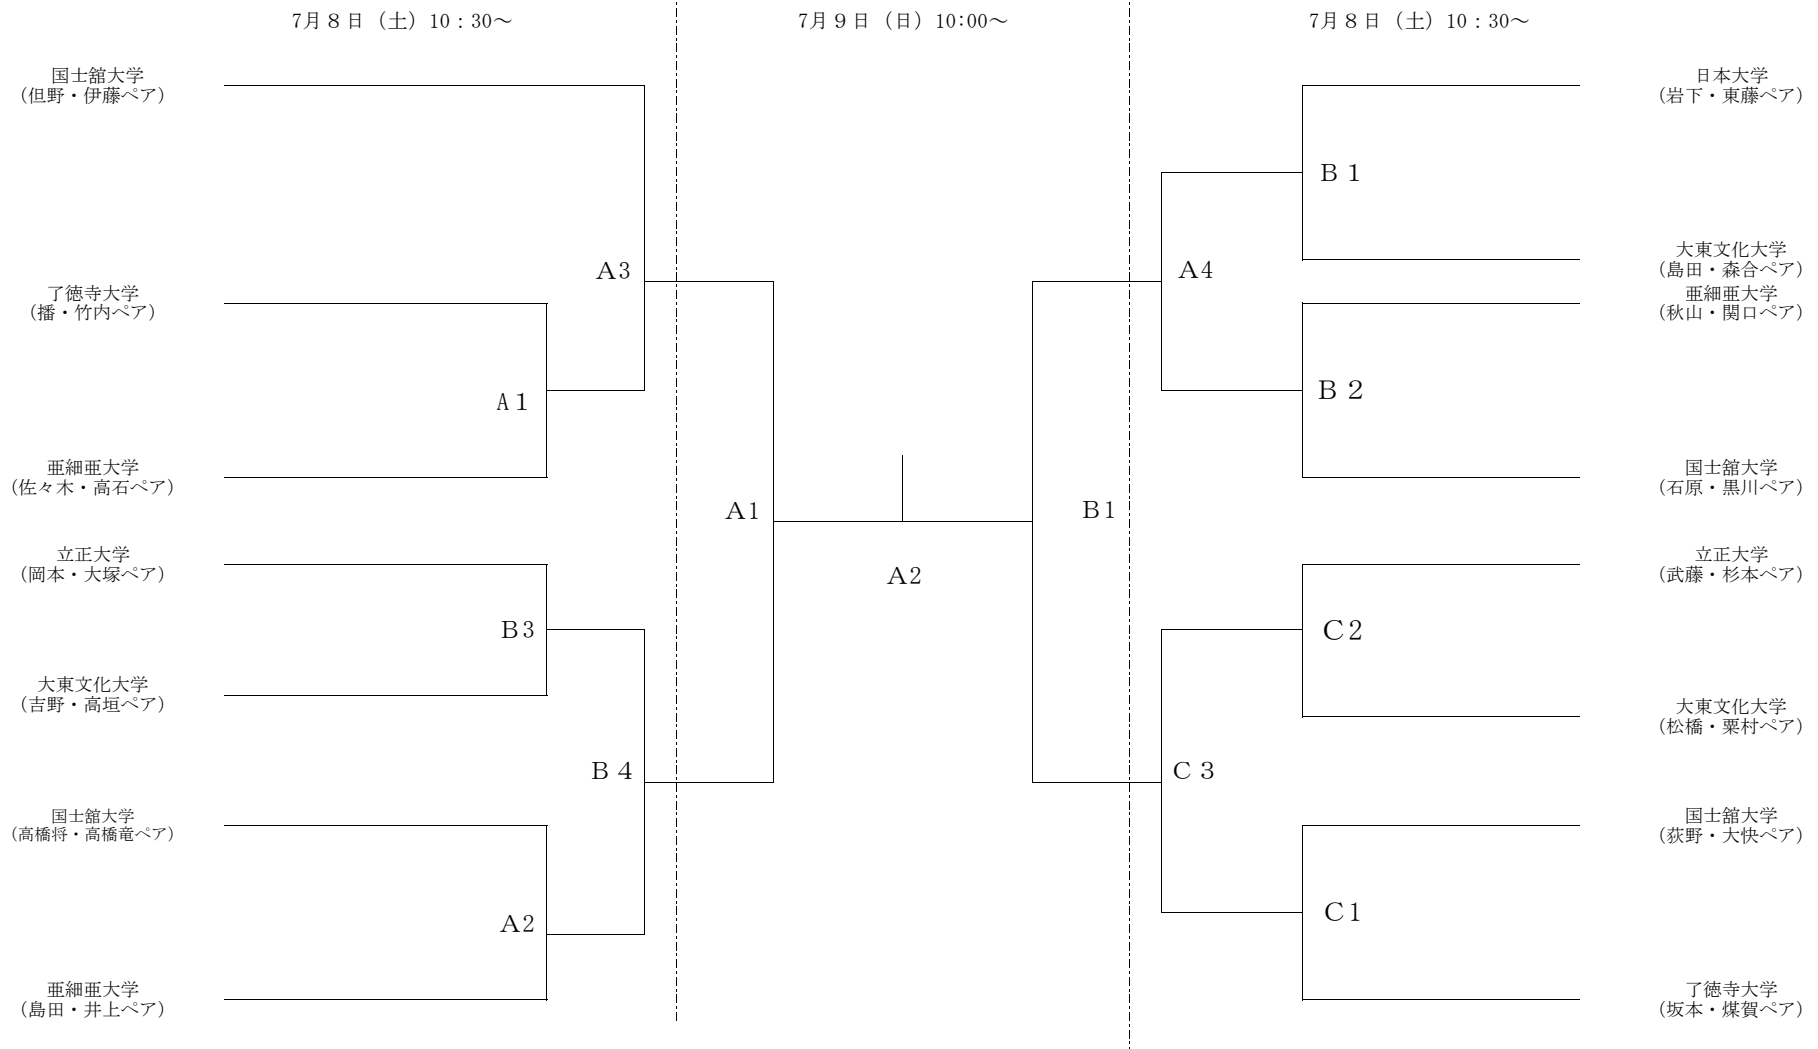 7月８日（土）10：30～
7月９日（日）10:00～
7月８日（土）10：30～
国士舘大学
（但野・伊藤ペア）
了徳寺大学
（播・竹内ペア）
亜細亜大学
（佐々木・高石ペア）
立正大学
（岡本・大塚ペア）
大東文化大学
（吉野・高垣ペア）
国士舘大学
（高橋将・高橋竜ペア）
亜細亜大学
（島田・井上ペア）
A3
A1
B3
B 4
A2
A1
A2
B1
A4
C 3
B 1
B 2
C2
C1
日本大学
（岩下・東藤ペア）
大東文化大学
（島田・森合ペア）
亜細亜大学
（秋山・関口ペア）
国士舘大学
（石原・黒川ペア）
立正大学
（武藤・杉本ペア）
大東文化大学
（松橋・粟村ペア）
国士舘大学
（荻野・大快ペア）
了徳寺大学
（坂本・煤賀ペア）